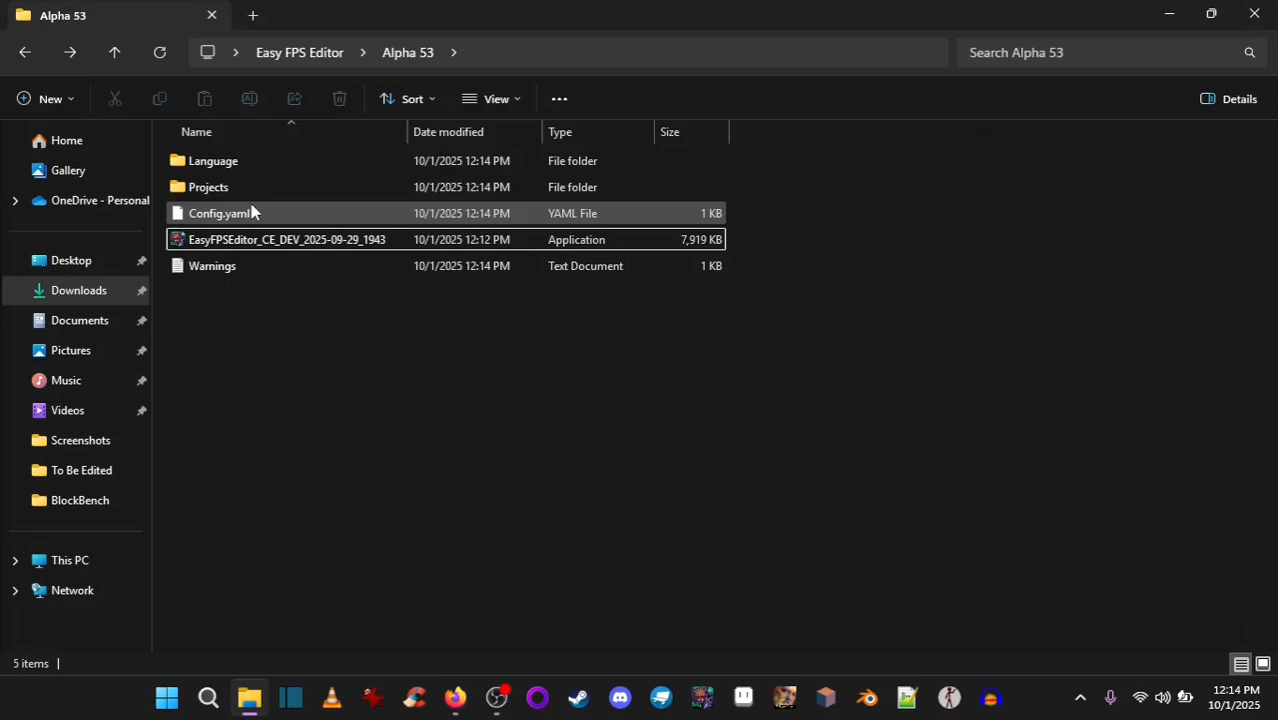 Alpha 53
Easy FPS Editor Alpha 53
Search Alpha 53
New Sort View Details
Name Date modified Type Size
Home
Gallery
OneDrive - Personal
Desktop
Downloads
Documents
Pictures
Music
Videos
Screenshots
To Be Edited
BlockBench
This PC
Network
Language 10/1/2025 12:14 PM File folder
Projects 10/1/2025 12:14 PM File folder
Config.yaml 10/1/2025 12:14 PM YAML File 1 KB
EasyFPSEditor_CE_DEV_2025-09-29_1943 10/1/2025 12:12 PM Application 7,919 KB
Warnings 10/1/2025 12:14 PM Text Document 1 KB
5 items
12:14 PM
10/1/2025